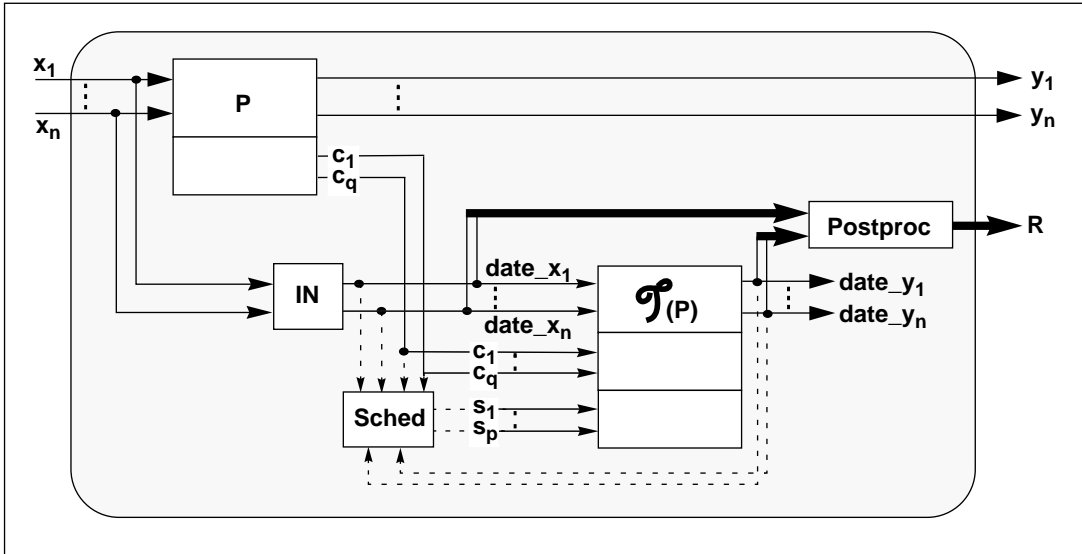 x1
xn
P
y1
yn
c1
cq
Postproc
R
IN
date_x1
date_xn
𝒯(P)
date_y1
date_yn
c1
cq
Sched
s1
sp